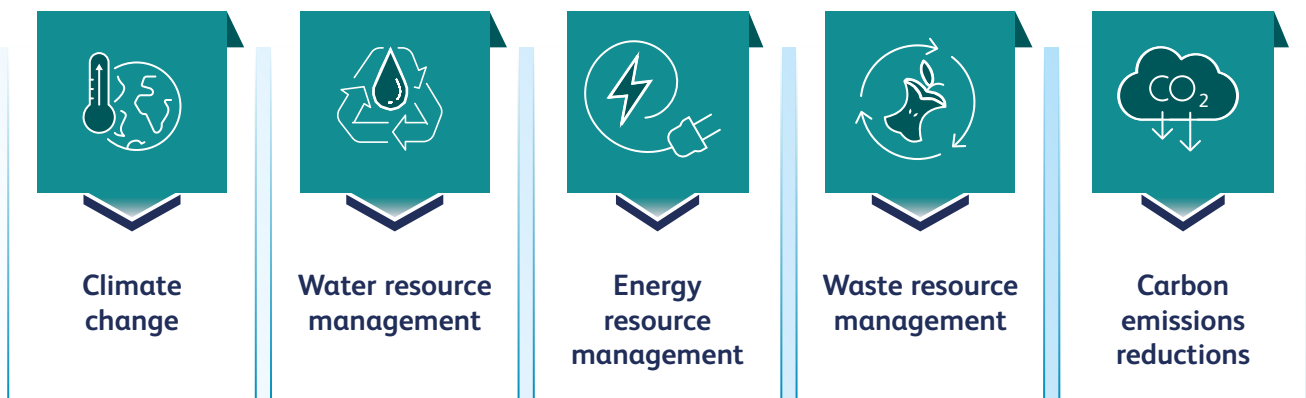 CO2
Climate
change
Water resource
management
Energy
resource
management
Waste resource
management
Carbon
emissions
reductions